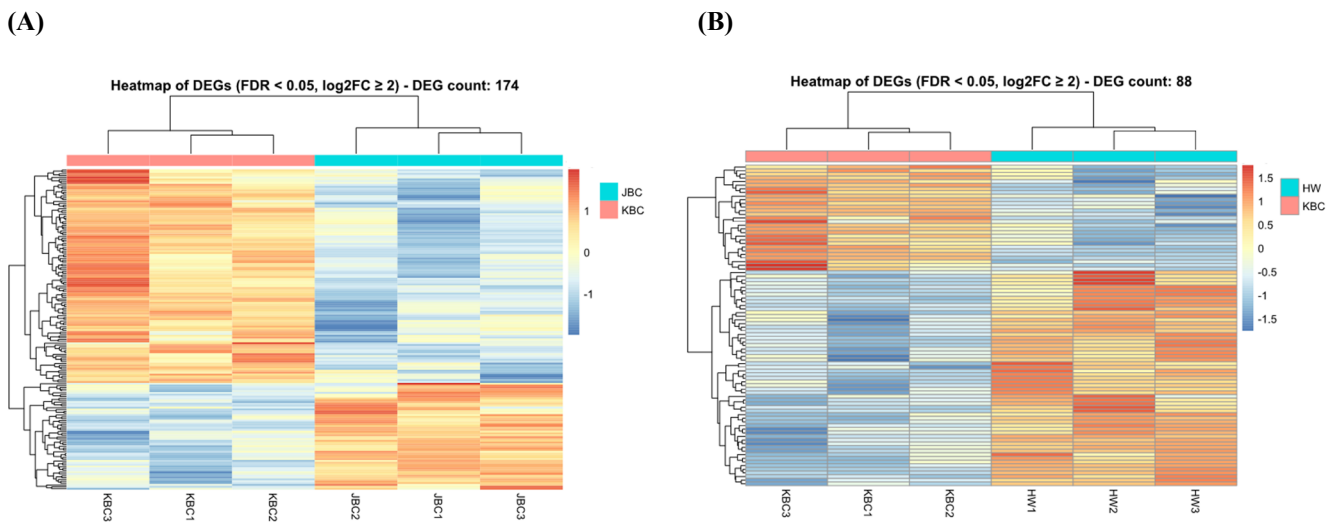 (A)
Heatmap of DEGs (FDR < 0.05, log2FC ≥ 2) - DEG count: 174
1
0
-1
JBC
KBC
KBC3
KBC1
KBC2
JBC2
JBC1
JBC3
(B)
Heatmap of DEGs (FDR < 0.05, log2FC ≥ 2) - DEG count: 88
1.5
1
0.5
0
-0.5
-1
-1.5
HW
KBC
KBC3
KBC1
KBC2
HW1
HW2
HW3